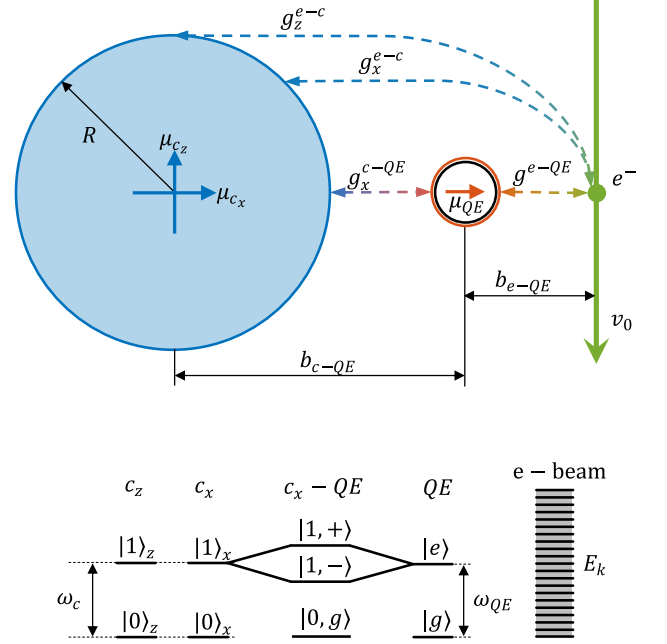 g_z^{e-c}
g_x^{e-c}
R
μ_{c_z}
μ_{c_x}
g_x^{c-QE}
g^{e-QE}
e^-
μ_{QE}
b_{e-QE}
v_0
b_{c-QE}
e – beam
c_z c_x c_x − QE QE
|1,+⟩
|1⟩_z |1⟩_x |1,−⟩ |e⟩
E_k
ω_c ω_{QE}
|0⟩_z |0⟩_x |0,g⟩ |g⟩